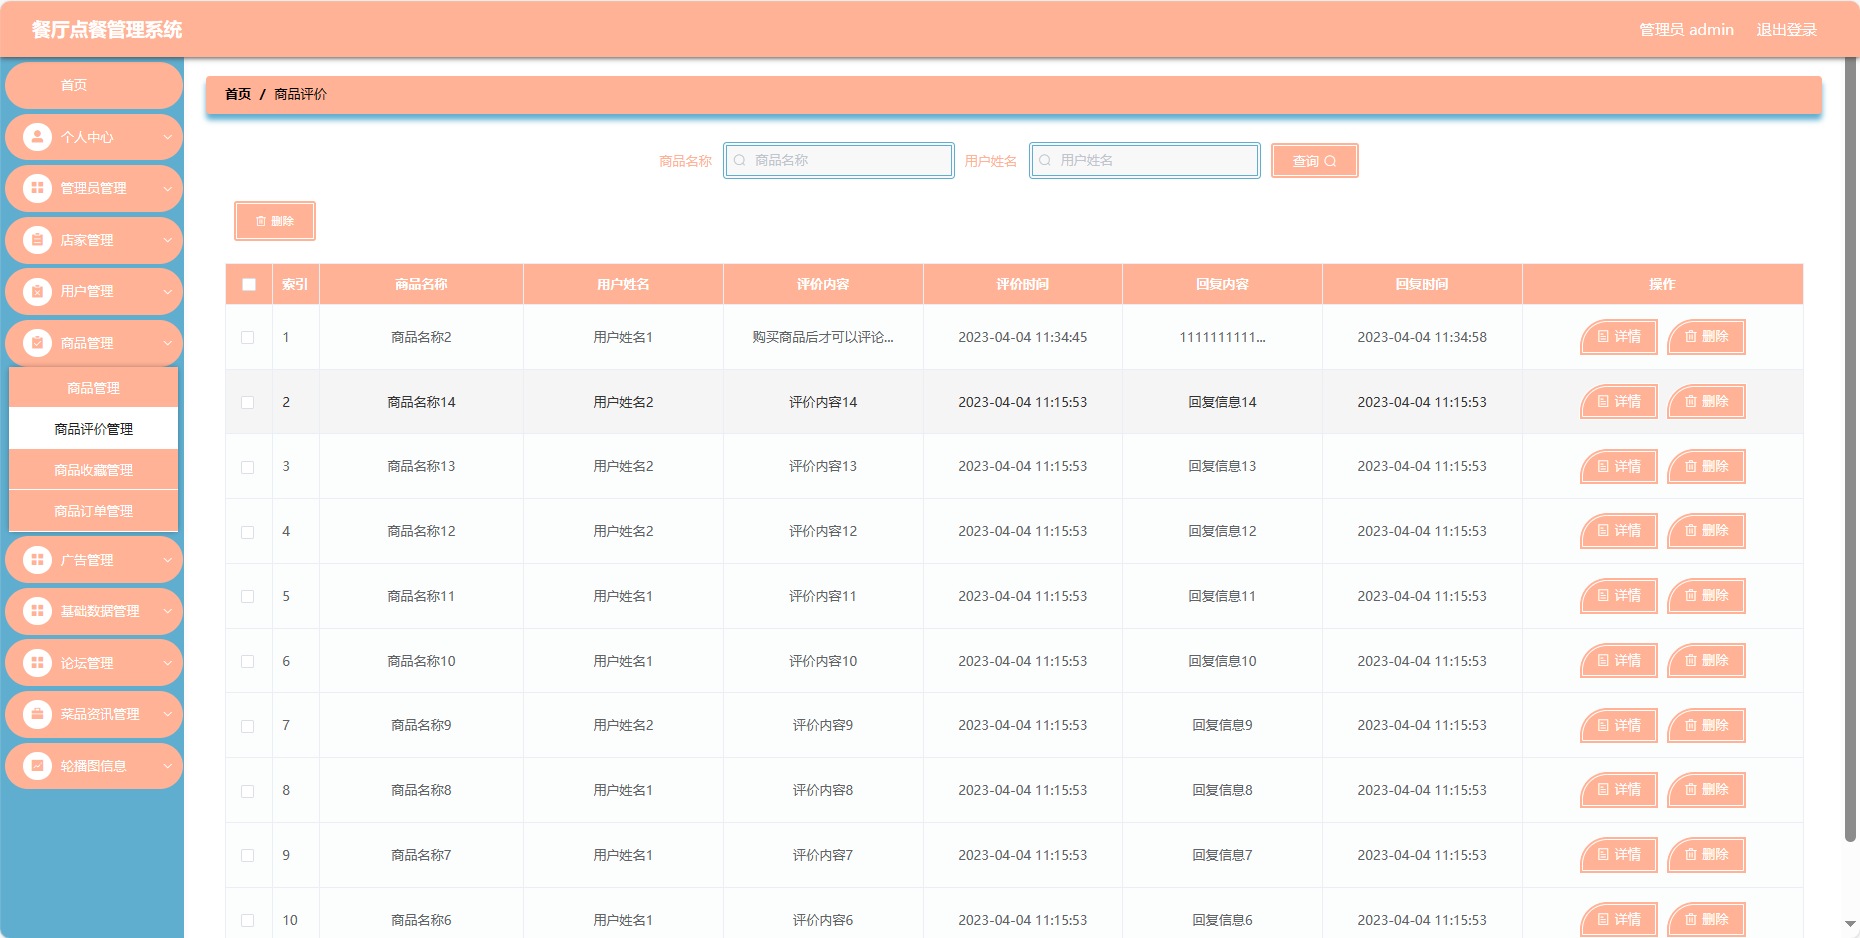 餐厅点餐管理系统
管理员 admin 退出登录
首页
个人中心
管理员管理
店家管理
用户管理
商品管理
商品管理
商品评价管理
商品收藏管理
商品订单管理
广告管理
基础数据管理
论坛管理
菜品资讯管理
轮播图信息
首页 / 商品评价
商品名称 商品名称 用户姓名 用户姓名 查询
删除
索引 商品名称 用户姓名 评价内容 评价时间 回复内容 回复时间 操作
1 商品名称2 用户姓名1 购买商品后才可以评论... 2023-04-04 11:34:45 1111111111... 2023-04-04 11:34:58 详情 删除
2 商品名称14 用户姓名2 评价内容14 2023-04-04 11:15:53 回复信息14 2023-04-04 11:15:53 详情 删除
3 商品名称13 用户姓名2 评价内容13 2023-04-04 11:15:53 回复信息13 2023-04-04 11:15:53 详情 删除
4 商品名称12 用户姓名2 评价内容12 2023-04-04 11:15:53 回复信息12 2023-04-04 11:15:53 详情 删除
5 商品名称11 用户姓名1 评价内容11 2023-04-04 11:15:53 回复信息11 2023-04-04 11:15:53 详情 删除
6 商品名称10 用户姓名1 评价内容10 2023-04-04 11:15:53 回复信息10 2023-04-04 11:15:53 详情 删除
7 商品名称9 用户姓名2 评价内容9 2023-04-04 11:15:53 回复信息9 2023-04-04 11:15:53 详情 删除
8 商品名称8 用户姓名1 评价内容8 2023-04-04 11:15:53 回复信息8 2023-04-04 11:15:53 详情 删除
9 商品名称7 用户姓名1 评价内容7 2023-04-04 11:15:53 回复信息7 2023-04-04 11:15:53 详情 删除
10 商品名称6 用户姓名1 评价内容6 2023-04-04 11:15:53 回复信息6 2023-04-04 11:15:53 详情 删除